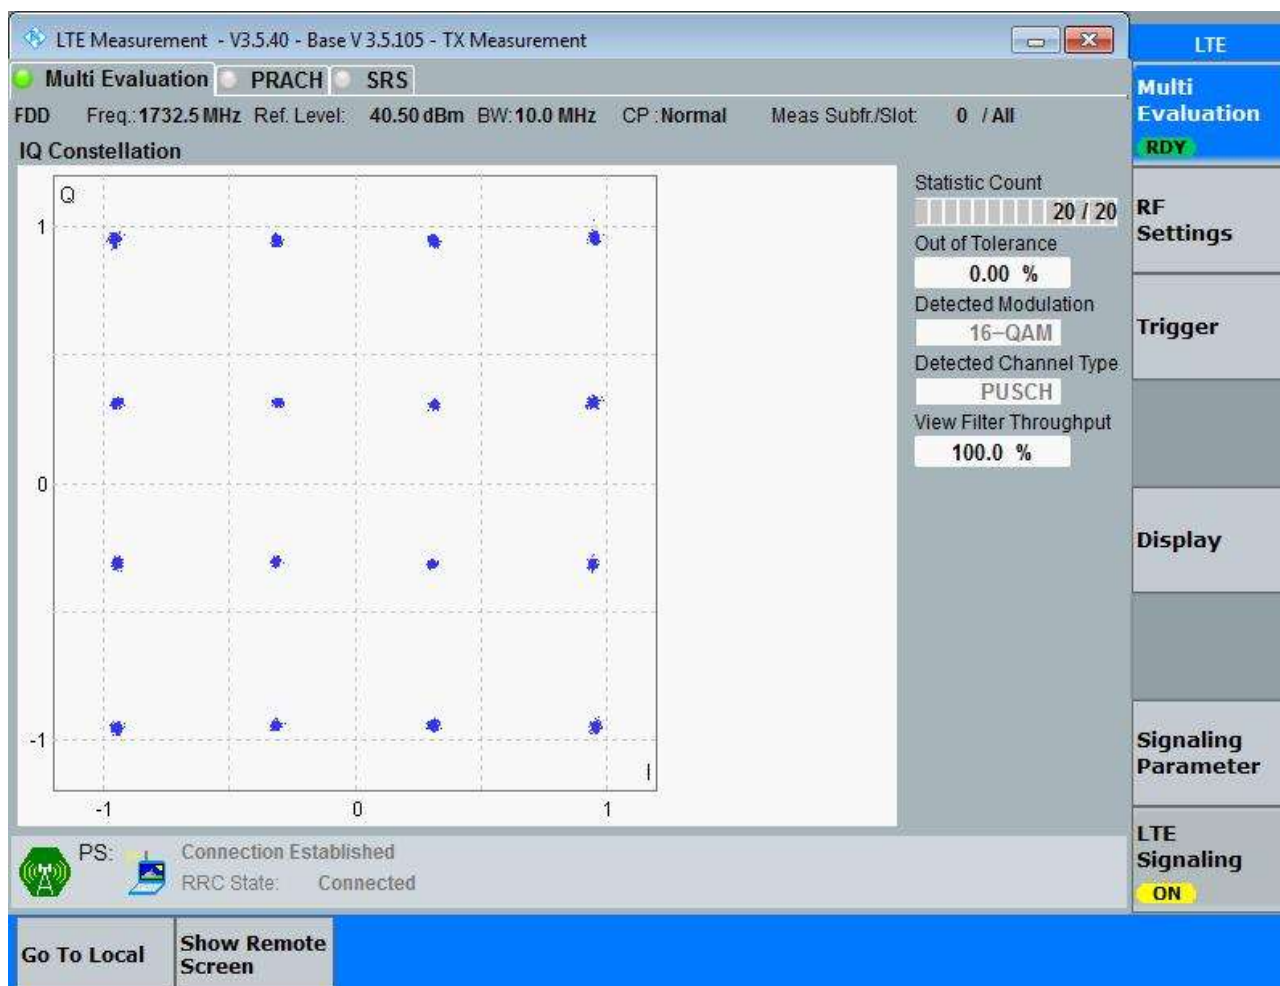 LTE Measurement - V3.5.40 - Base V 3.5.105 - TX Measurement
LTE
Multi Evaluation PRACH SRS
FDD Freq.: 1732.5 MHz Ref. Level: 40.50 dBm BW: 10.0 MHz CP : Normal Meas Subfr./Slot: 0 / All
IQ Constellation
Q
1
0
-1
I
-1 0 1
Statistic Count
20 / 20
Out of Tolerance
0.00 %
Detected Modulation
16-QAM
Detected Channel Type
PUSCH
View Filter Throughput
100.0 %
Multi
Evaluation
RDY
RF
Settings
Trigger
Display
Signaling
Parameter
LTE
Signaling
ON
PS: Connection Established
RRC State: Connected
Go To Local
Show Remote
Screen